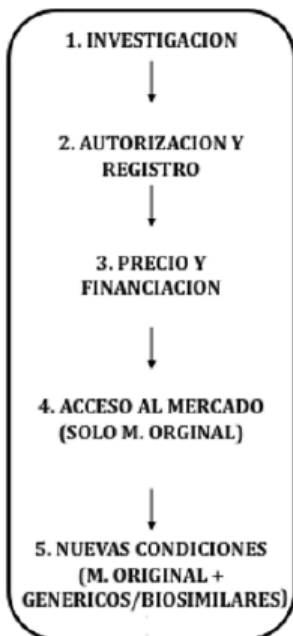 1. INVESTIGACION
2. AUTORIZACION Y
REGISTRO
3. PRECIO Y
FINANCIACION
4. ACCESO AL MERCADO
(SOLO M. ORGINAL)
5. NUEVAS CONDICIONES
(M. ORIGINAL +
GENERICOS/BIOSIMILARES)